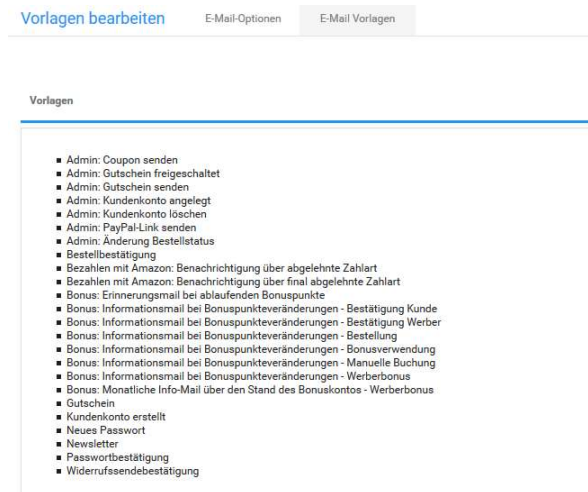 Vorlagen bearbeiten E-Mail-Optionen E-Mail Vorlagen
Vorlagen
Admin: Coupon senden
Admin: Gutschein freigeschaltet
Admin: Gutschein senden
Admin: Kundenkonto angelegt
Admin: Kundenkonto löschen
Admin: PayPal-Link senden
Admin: Änderung Bestellstatus
Bestellbestätigung
Bezahlen mit Amazon: Benachrichtigung über abgelehnte Zahlart
Bezahlen mit Amazon: Benachrichtigung über final abgelehnte Zahlart
Bonus: Erinnerungsmail bei ablaufenden Bonuspunkte
Bonus: Informationsmail bei Bonuspunkteveränderungen - Bestätigung Kunde
Bonus: Informationsmail bei Bonuspunkteveränderungen - Bestätigung Werber
Bonus: Informationsmail bei Bonuspunkteveränderungen - Bestellung
Bonus: Informationsmail bei Bonuspunkteveränderungen - Bonusverwendung
Bonus: Informationsmail bei Bonuspunkteveränderungen - Manuelle Buchung
Bonus: Informationsmail bei Bonuspunkteveränderungen - Werberbonus
Bonus: Monatliche Info-Mail über den Stand des Bonuskontos - Werberbonus
Gutschein
Kundenkonto erstellt
Neues Passwort
Newsletter
Passwortbestätigung
Widerrufssendebestätigung